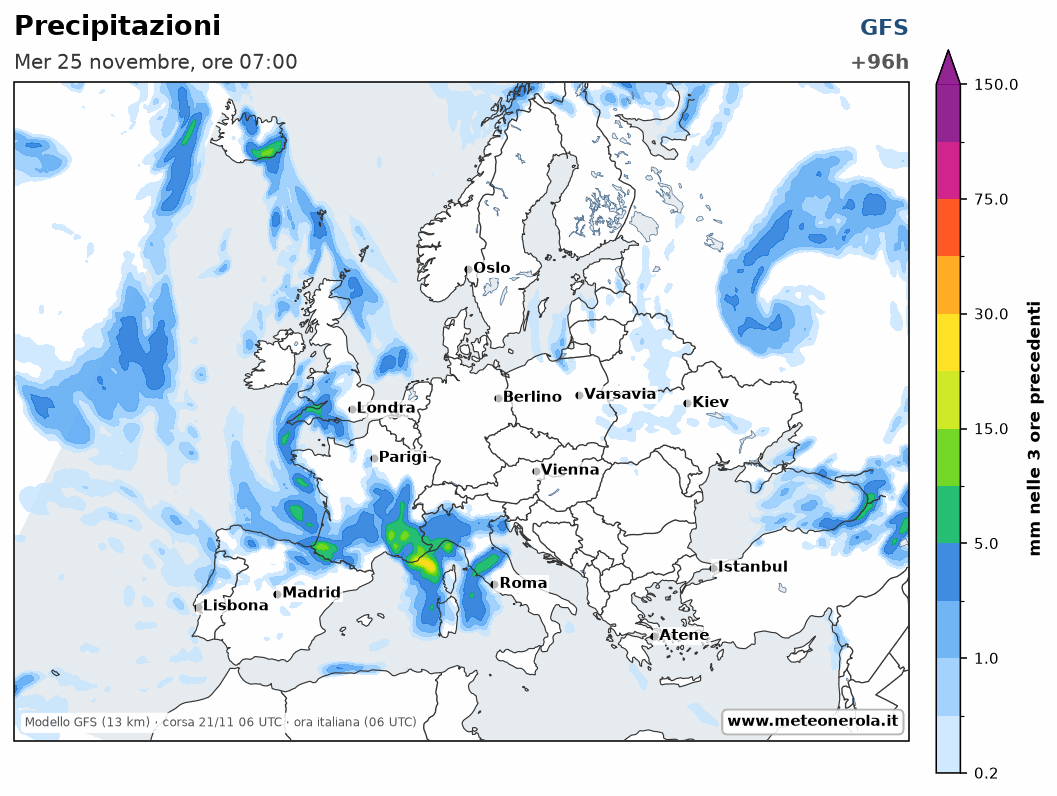 Precipitazioni
GFS
Mer 25 novembre, ore 07:00
+96h
150.0
75.0
30.0
15.0
5.0
1.0
0.2
mm nelle 3 ore precedenti
Oslo
Berlino
Varsavia
Kiev
Londra
Parigi
Vienna
Istanbul
Roma
Madrid
Lisbona
Atene
Modello GFS (13 km) · corsa 21/11 06 UTC · ora italiana (06 UTC)
www.meteonerola.it